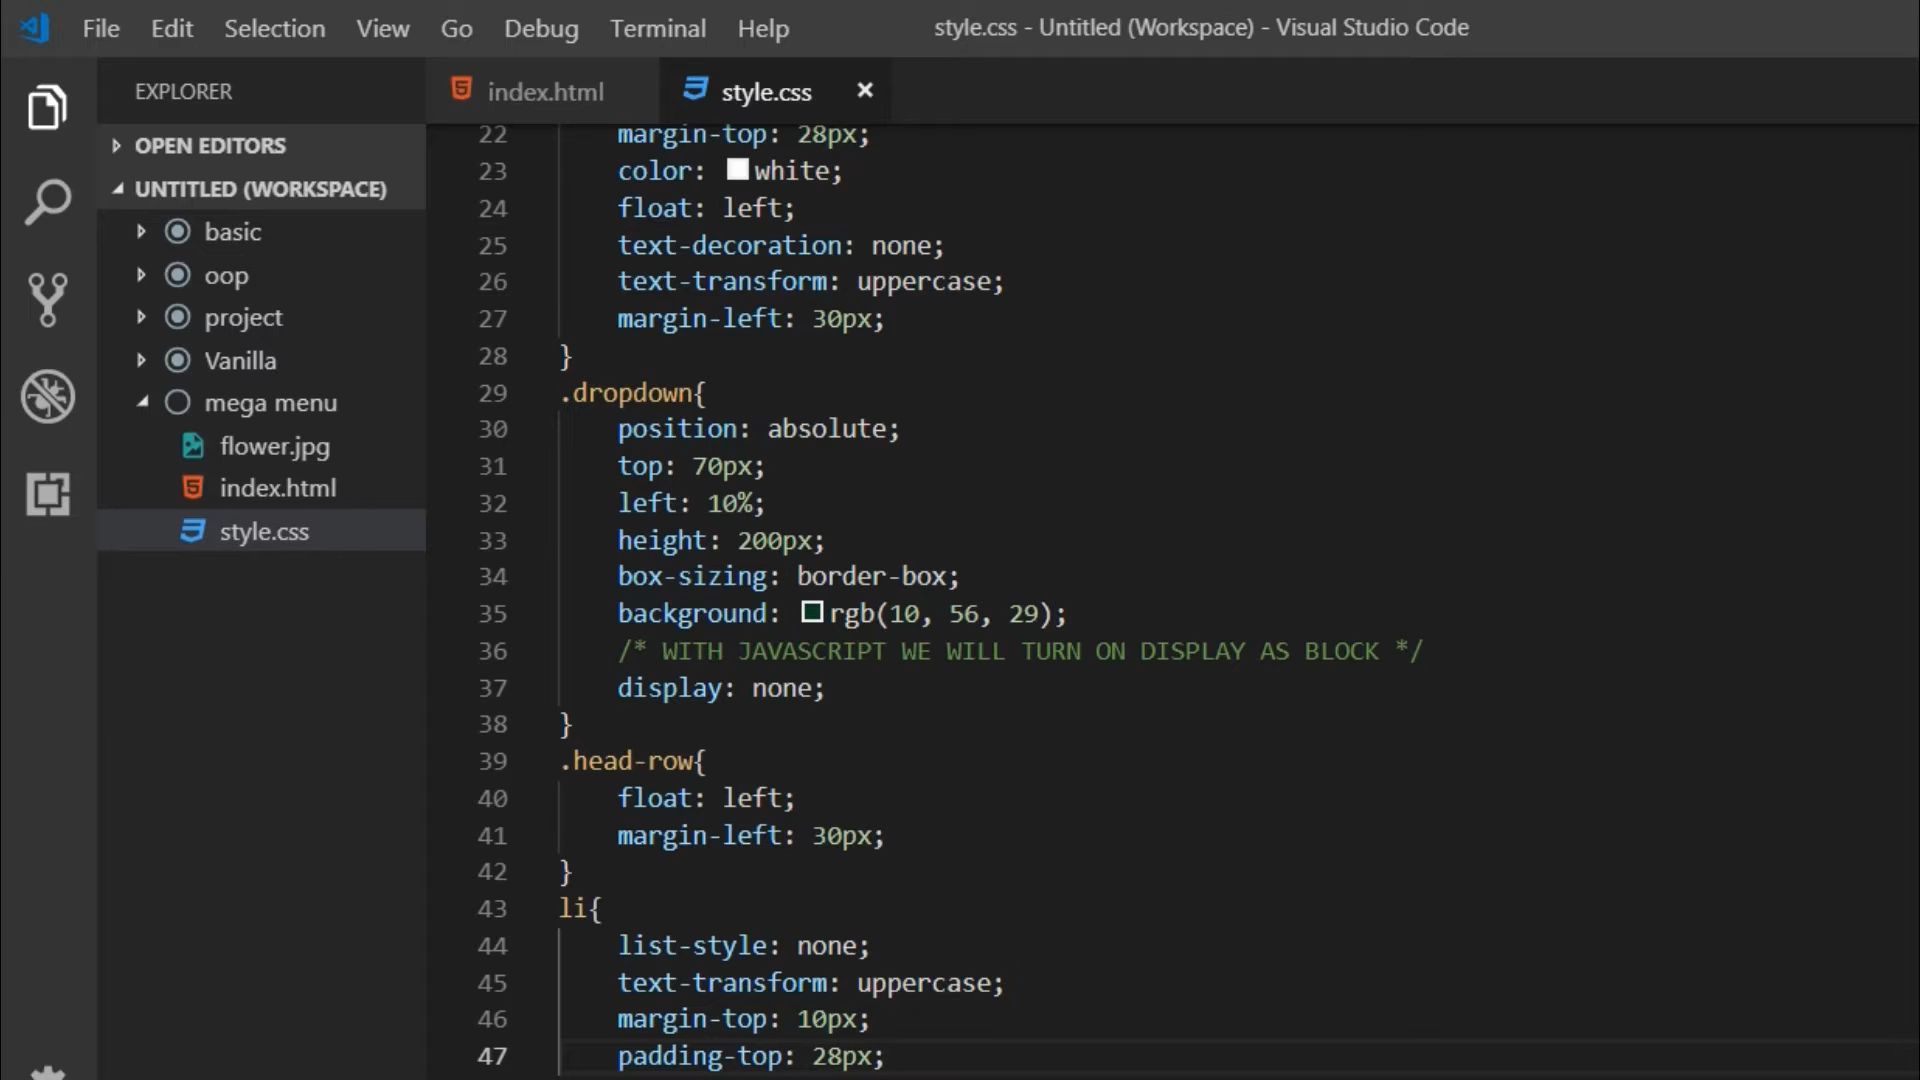 File Edit Selection View Go Debug Terminal Help style.css - Untitled (Workspace) - Visual Studio Code
EXPLORER
OPEN EDITORS
UNTITLED (WORKSPACE)
basic
oop
project
Vanilla
mega menu
flower.jpg
index.html
style.css
index.html style.css ×
22 margin-top: 28px;
23 color: white;
24 float: left;
25 text-decoration: none;
26 text-transform: uppercase;
27 margin-left: 30px;
28 }
29 .dropdown{
30 position: absolute;
31 top: 70px;
32 left: 10%;
33 height: 200px;
34 box-sizing: border-box;
35 background: rgb(10, 56, 29);
36 /* WITH JAVASCRIPT WE WILL TURN ON DISPLAY AS BLOCK */
37 display: none;
38 }
39 .head-row{
40 float: left;
41 margin-left: 30px;
42 }
43 li{
44 list-style: none;
45 text-transform: uppercase;
46 margin-top: 10px;
47 padding-top: 28px;